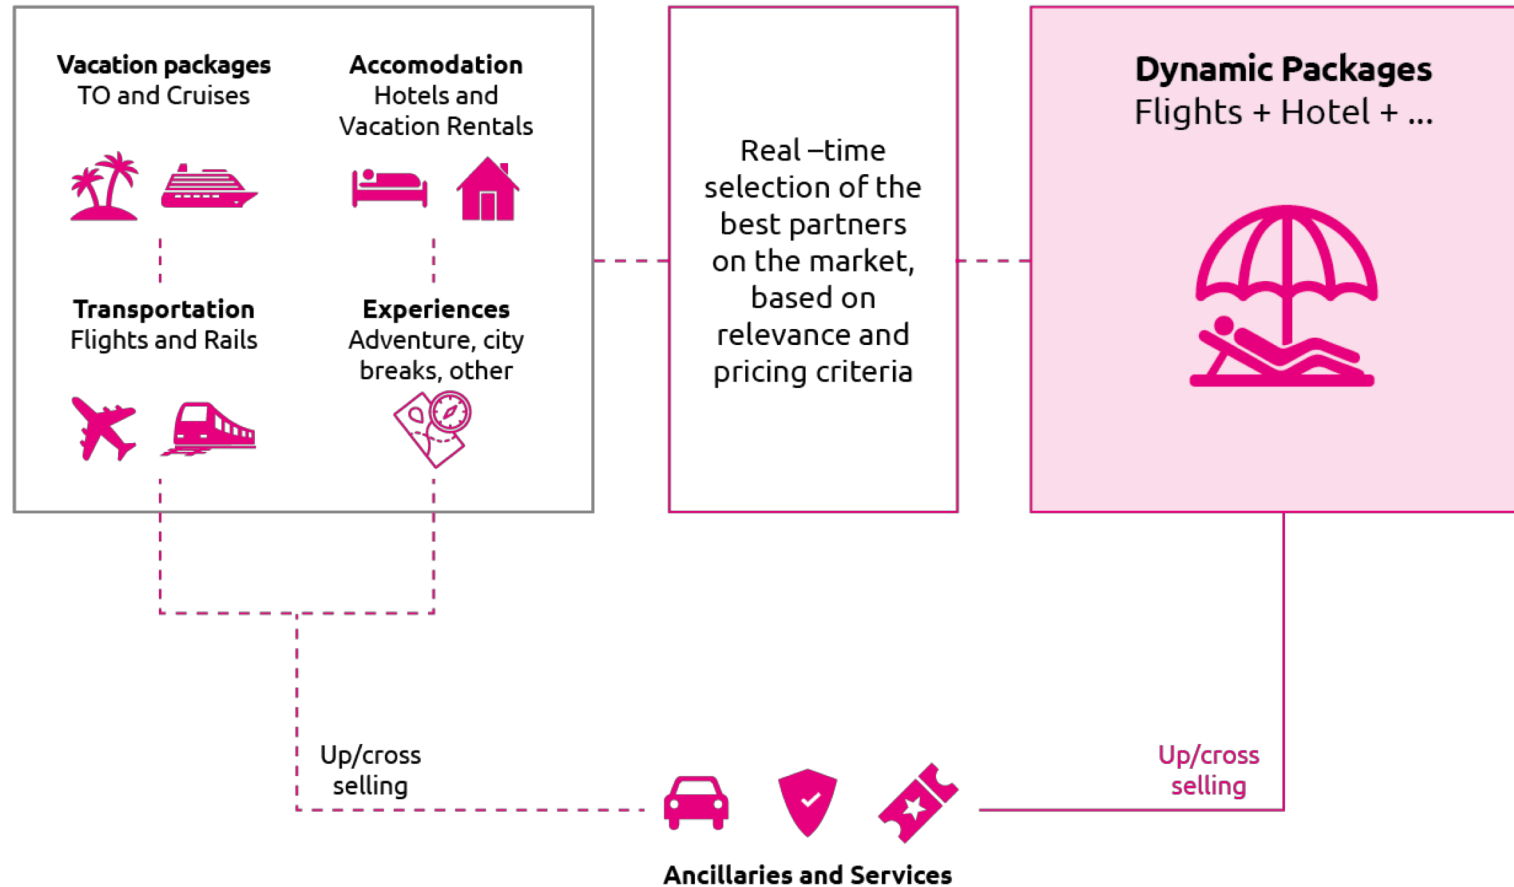 Vacation packages
TO and Cruises
Accomodation
Hotels and
Vacation Rentals
Transportation
Flights and Rails
Experiences
Adventure, city
breaks, other
Real –time
selection of the
best partners
on the market,
based on
relevance and
pricing criteria
Dynamic Packages
Flights + Hotel + ...
Up/cross
selling
Up/cross
selling
Ancillaries and Services